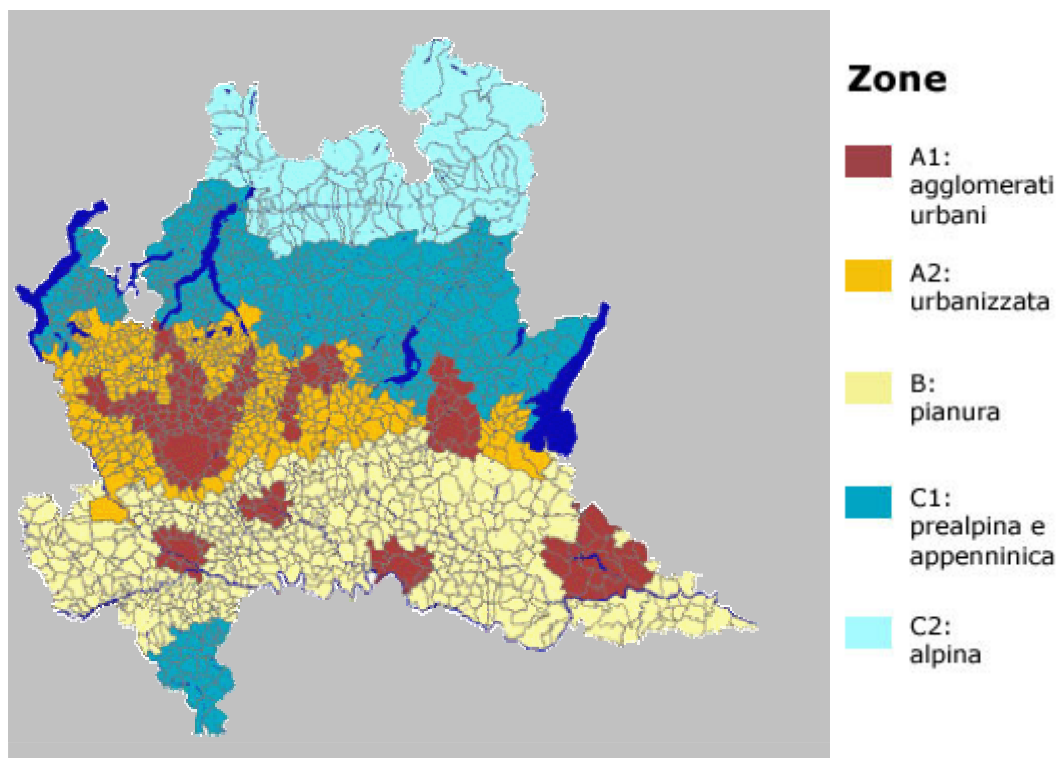 Zone
A1:
agglomerati
urbani
A2:
urbanizzata
B:
pianura
C1:
prealpina e
appenninica
C2:
alpina